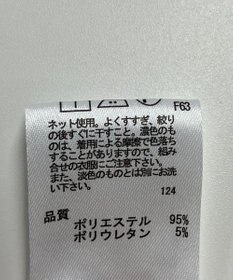 F63
ネット使用。よくすすぎ、絞り
の後すぐに干すこと。濃色のも
のは、着用による摩擦で色落ち
することがありますので、組み
合せの衣服にご注意下さい。
また、淡色のものとは別にお洗
い下さい。
124
品質
ポリエステル 95%
ポリウレタン 5%